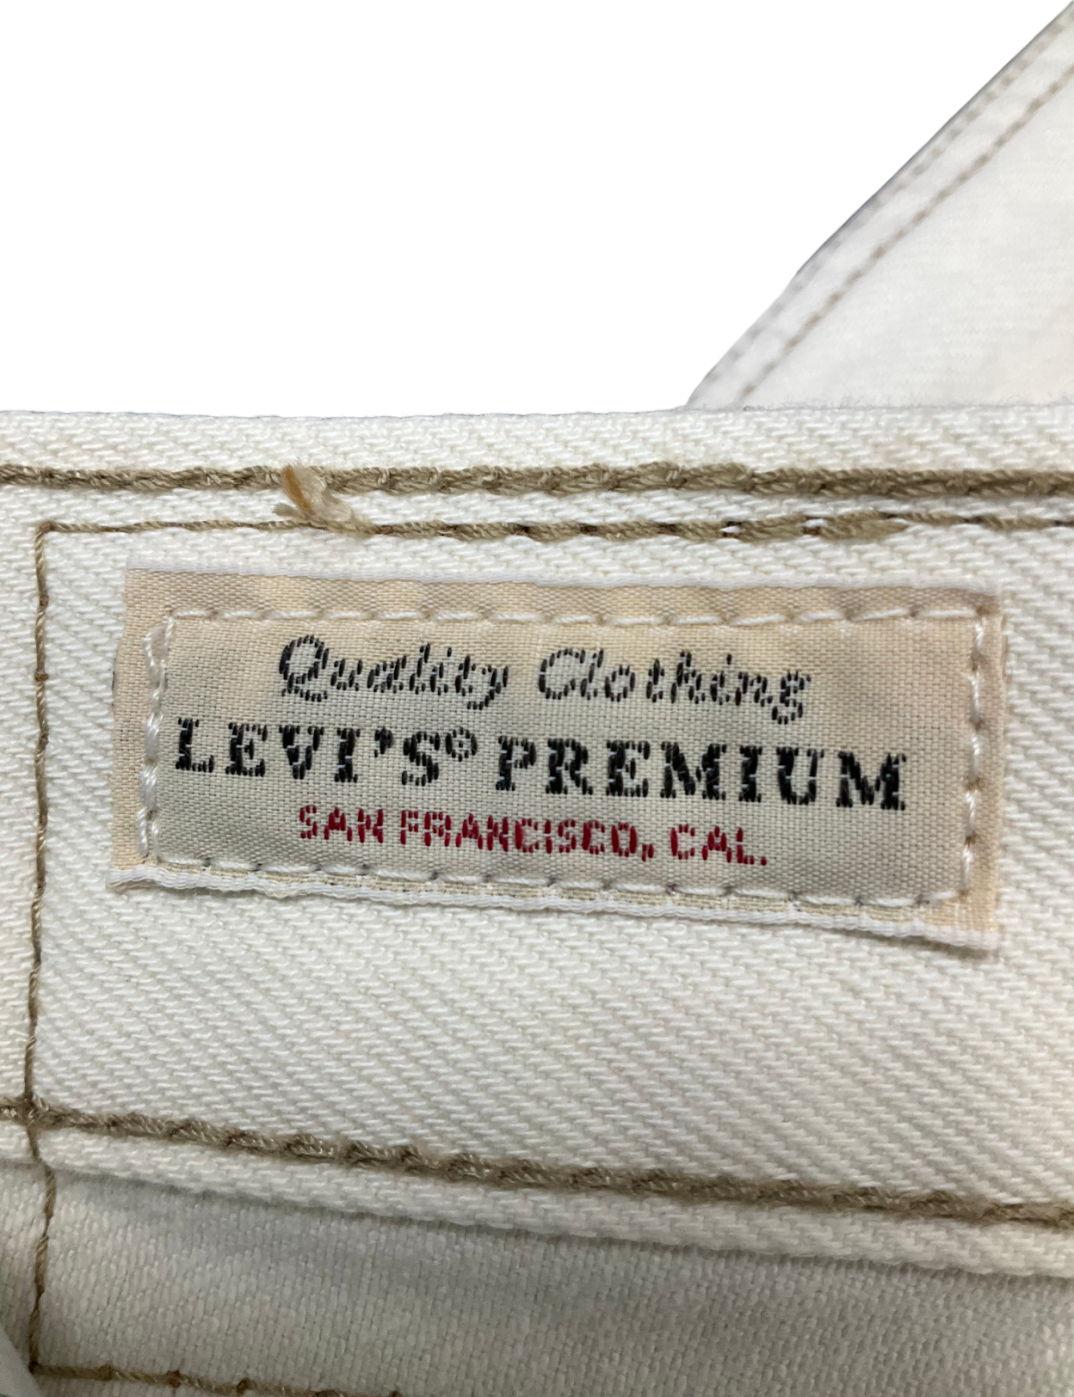 Quality Clothing
LEVI'S® PREMIUM
SAN FRANCISCO, CAL.